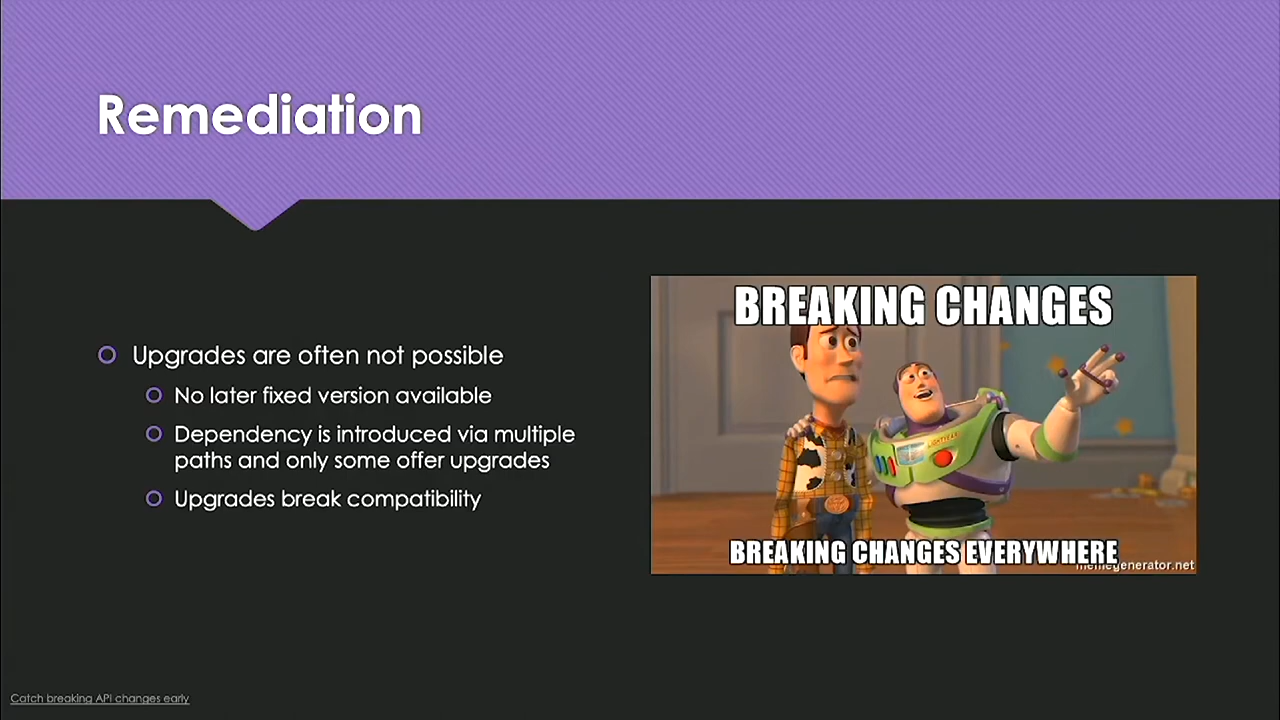 Remediation
Upgrades are often not possible
No later fixed version available
Dependency is introduced via multiple
paths and only some offer upgrades
Upgrades break compatibility
BREAKING CHANGES
LIGHTYEAR
BREAKING CHANGES EVERYWHERE
memegenerator.net
Catch breaking API changes early